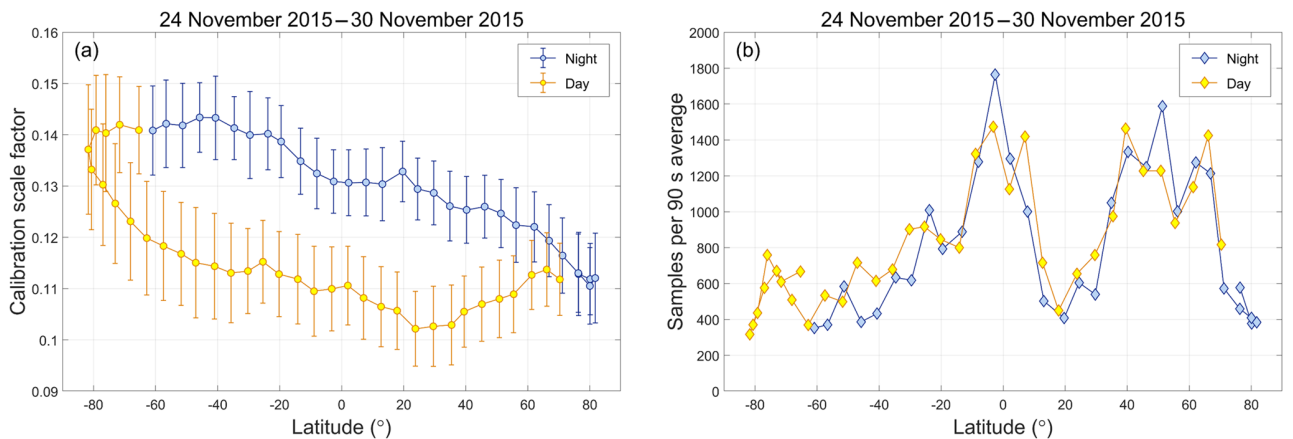 24 November 2015–30 November 2015
(a)
Night
Day
Calibration scale factor
0.16
0.15
0.14
0.13
0.12
0.11
0.1
0.09
-80 -60 -40 -20 0 20 40 60 80
Latitude (°)
24 November 2015–30 November 2015
(b)
Night
Day
Samples per 90 s average
2000
1800
1600
1400
1200
1000
800
600
400
200
0
-80 -60 -40 -20 0 20 40 60 80
Latitude (°)